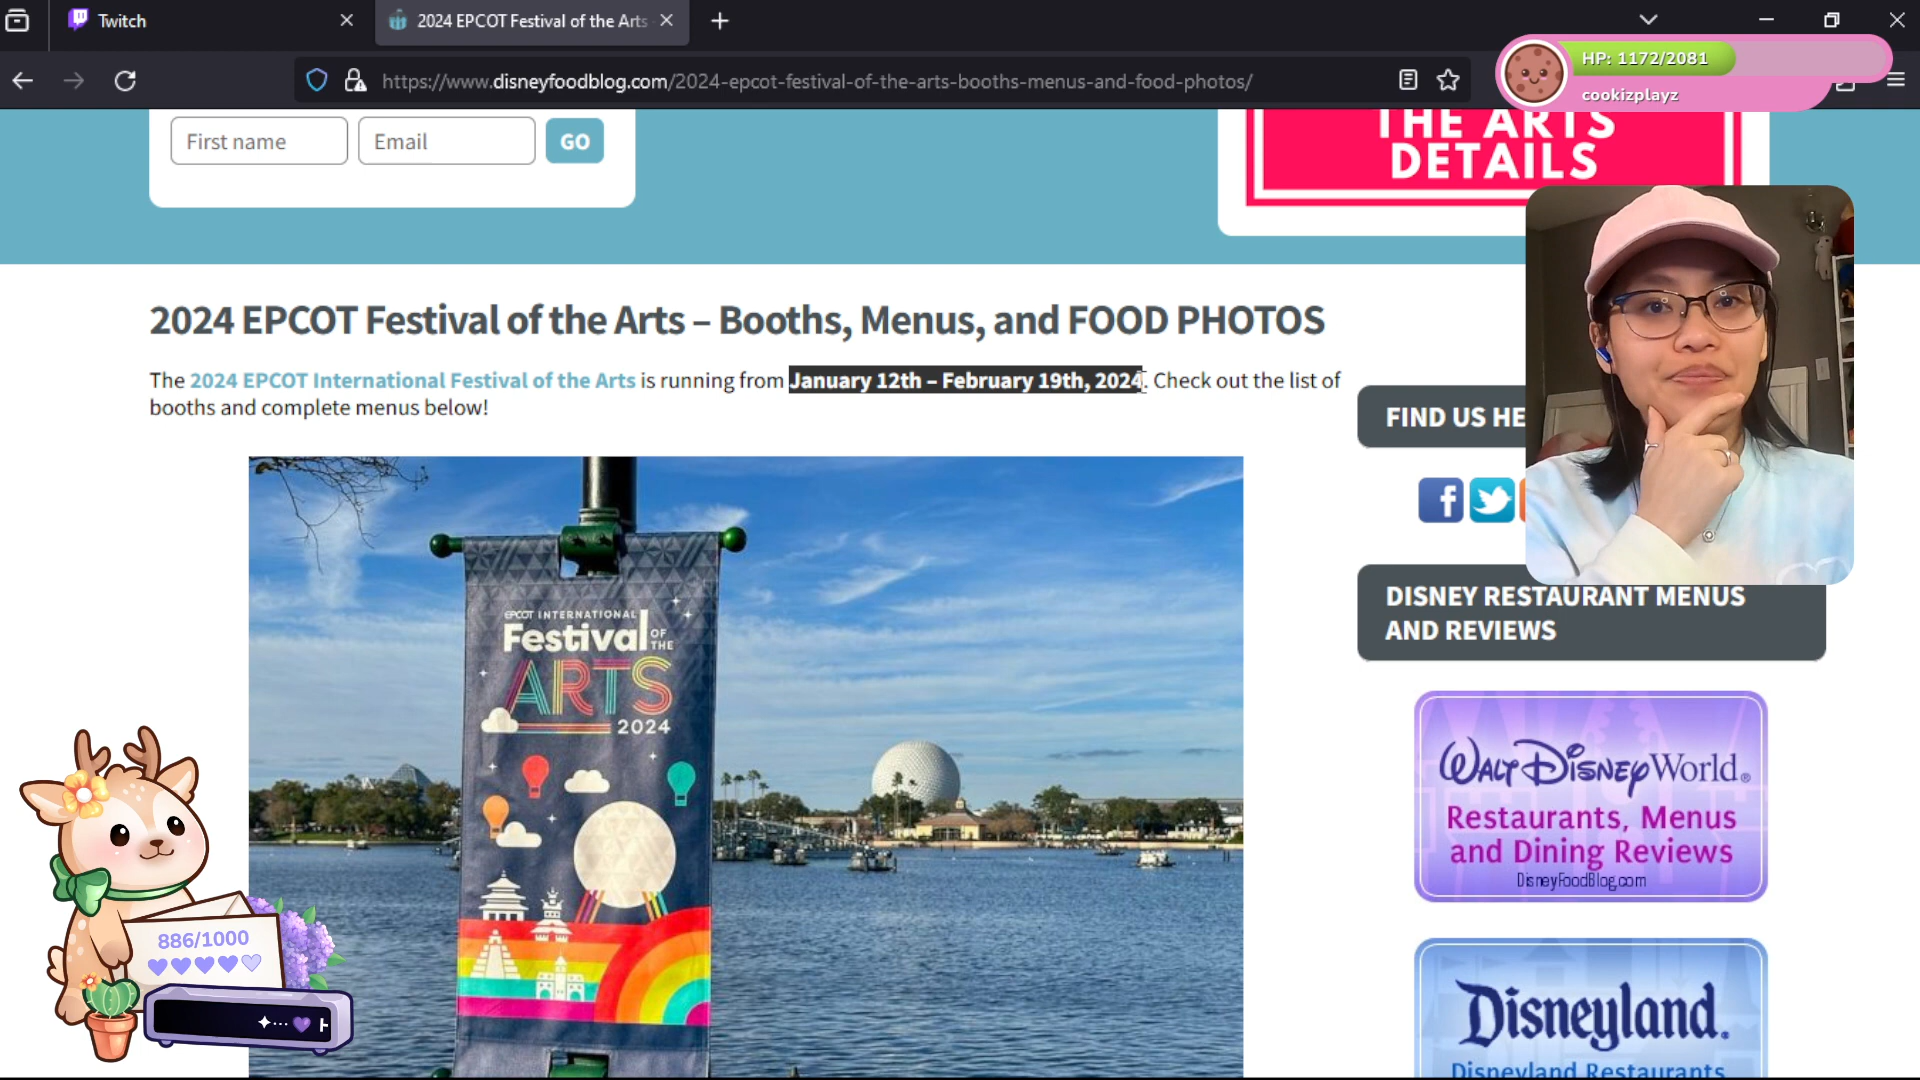 Twitch
2024 EPCOT Festival of the Arts
https://www.disneyfoodblog.com/2024-epcot-festival-of-the-arts-booths-menus-and-food-photos/
HP: 1172/2081
cookizplayz
First name
Email
GO
THE ARTS
DETAILS
2024 EPCOT Festival of the Arts – Booths, Menus, and FOOD PHOTOS
The 2024 EPCOT International Festival of the Arts is running from January 12th – February 19th, 2024. Check out the list of
booths and complete menus below!
FIND US HE
DISNEY RESTAURANT MENUS
AND REVIEWS
EPCOT INTERNATIONAL
Festival OF THE
ARTS
2024
Walt Disney World®
Restaurants, Menus
and Dining Reviews
DisneyFoodBlog.com
Disneyland®
Disneyland Restaurants
886/1000